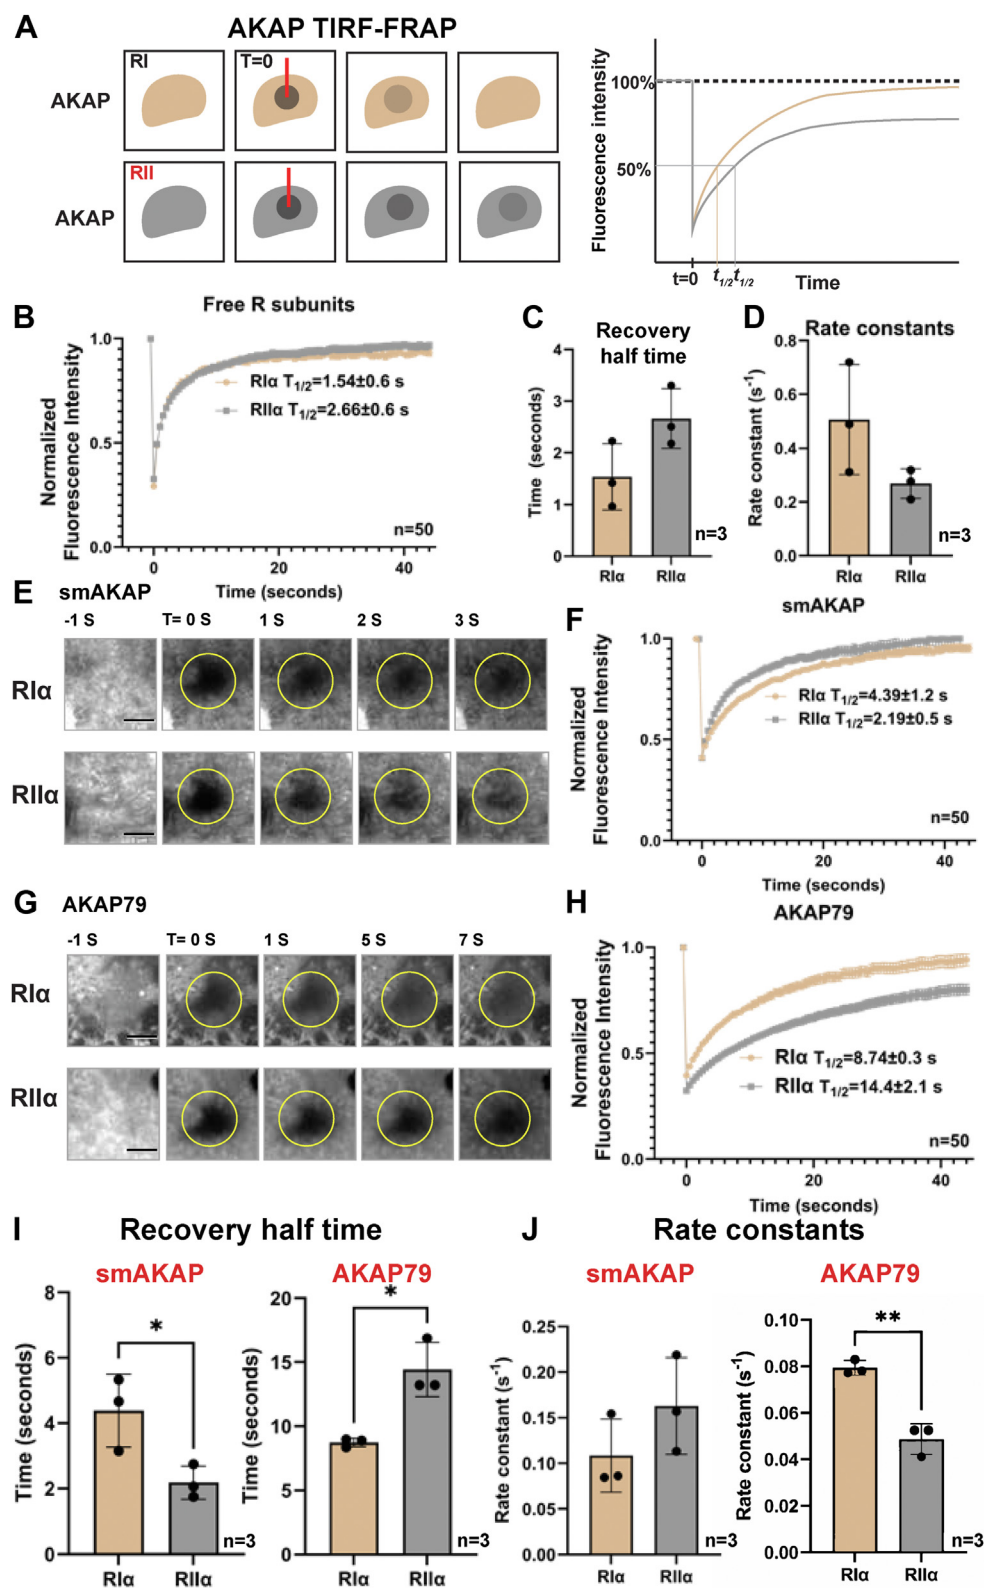 A
AKAP TIRF-FRAP
RI
T=0
AKAP
RII
AKAP
Fluorescence intensity
100%
50%
t=0
t1/2
t1/2
Time
B
Free R subunits
Normalized
Fluorescence Intensity
1.0
0.5
0.0
RIα T1/2=1.54±0.6 s
RIIα T1/2=2.66±0.6 s
n=50
0
20
40
Time (seconds)
C
Recovery
half time
Time (seconds)
4
3
2
1
0
RIα
RIIα
n=3
D
Rate constants
Rate constant (s-1)
0.8
0.6
0.4
0.2
0.0
RIα
RIIα
n=3
E
smAKAP
-1 S
T= 0 S
1 S
2 S
3 S
RIα
RIIα
F
smAKAP
Normalized
Fluorescence Intensity
1.0
0.5
0.0
RIα T1/2=4.39±1.2 s
RIIα T1/2=2.19±0.5 s
n=50
0
20
40
Time (seconds)
G
AKAP79
-1 S
T= 0 S
1 S
5 S
7 S
RIα
RIIα
H
AKAP79
Normalized
Fluorescence Intensity
1.0
0.5
0.0
RIα T1/2=8.74±0.3 s
RIIα T1/2=14.4±2.1 s
n=50
0
20
40
Time (seconds)
I
Recovery half time
smAKAP
Time (seconds)
8
6
4
2
0
*
RIα
RIIα
n=3
AKAP79
Time (seconds)
20
15
10
5
0
*
RIα
RIIα
n=3
J
Rate constants
smAKAP
Rate constant (s-1)
0.25
0.20
0.15
0.10
0.05
0.00
RIα
RIIα
n=3
AKAP79
Rate constant (s-1)
0.10
0.08
0.06
0.04
0.02
0.00
**
RIα
RIIα
n=3